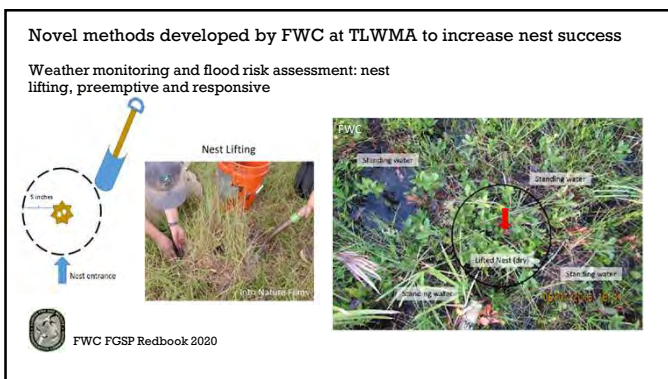 Novel methods developed by FWC at TLWMA to increase nest success
Weather monitoring and flood risk assessment: nest
lifting, preemptive and responsive
Nest Lifting
5 inches
Nest entrance
Into Nature Films
FWC
Standing water
Standing water
Lifted Nest (dry)
Standing water
Standing water
FWC FGSP Redbook 2020